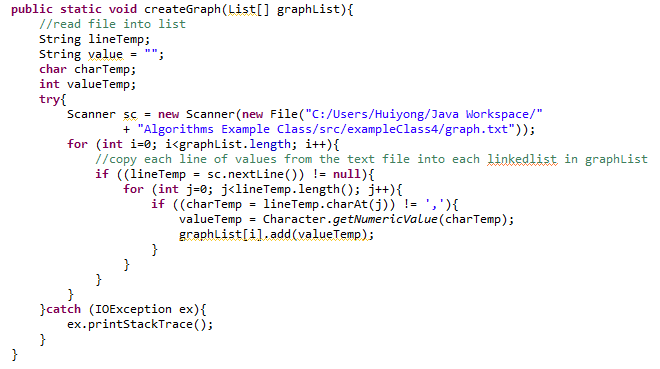 public static void createGraph(List[] graphList){
    //read file into list
    String lineTemp;
    String value = "";
    char charTemp;
    int valueTemp;
    try{
        Scanner sc = new Scanner(new File("C:/Users/Huiyong/Java Workspace/"
                + "Algorithms Example Class/src/exampleClass4/graph.txt"));
        for (int i=0; i<graphList.length; i++){
            //copy each line of values from the text file into each linkedlist in graphList
            if ((lineTemp = sc.nextLine()) != null){
                for (int j=0; j<lineTemp.length(); j++){
                    if ((charTemp = lineTemp.charAt(j)) != ','){
                        valueTemp = Character.getNumericValue(charTemp);
                        graphList[i].add(valueTemp);
                    }
                }
            }
        }
    }catch (IOException ex){
        ex.printStackTrace();
    }
}